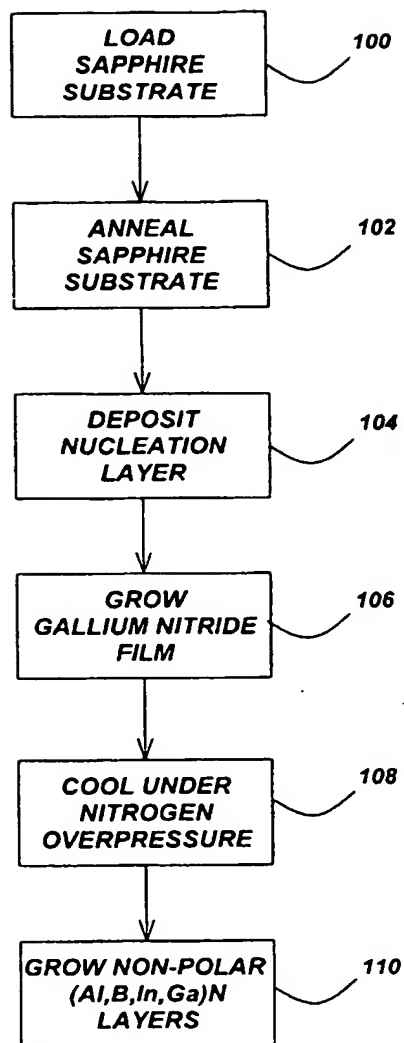 LOAD
SAPPHIRE
SUBSTRATE
100
ANNEAL
SAPPHIRE
SUBSTRATE
102
DEPOSIT
NUCLEATION
LAYER
104
GROW
GALLIUM NITRIDE
FILM
106
COOL UNDER
NITROGEN
OVERPRESSURE
108
GROW NON-POLAR
(Al,B,In,Ga)N
LAYERS
110